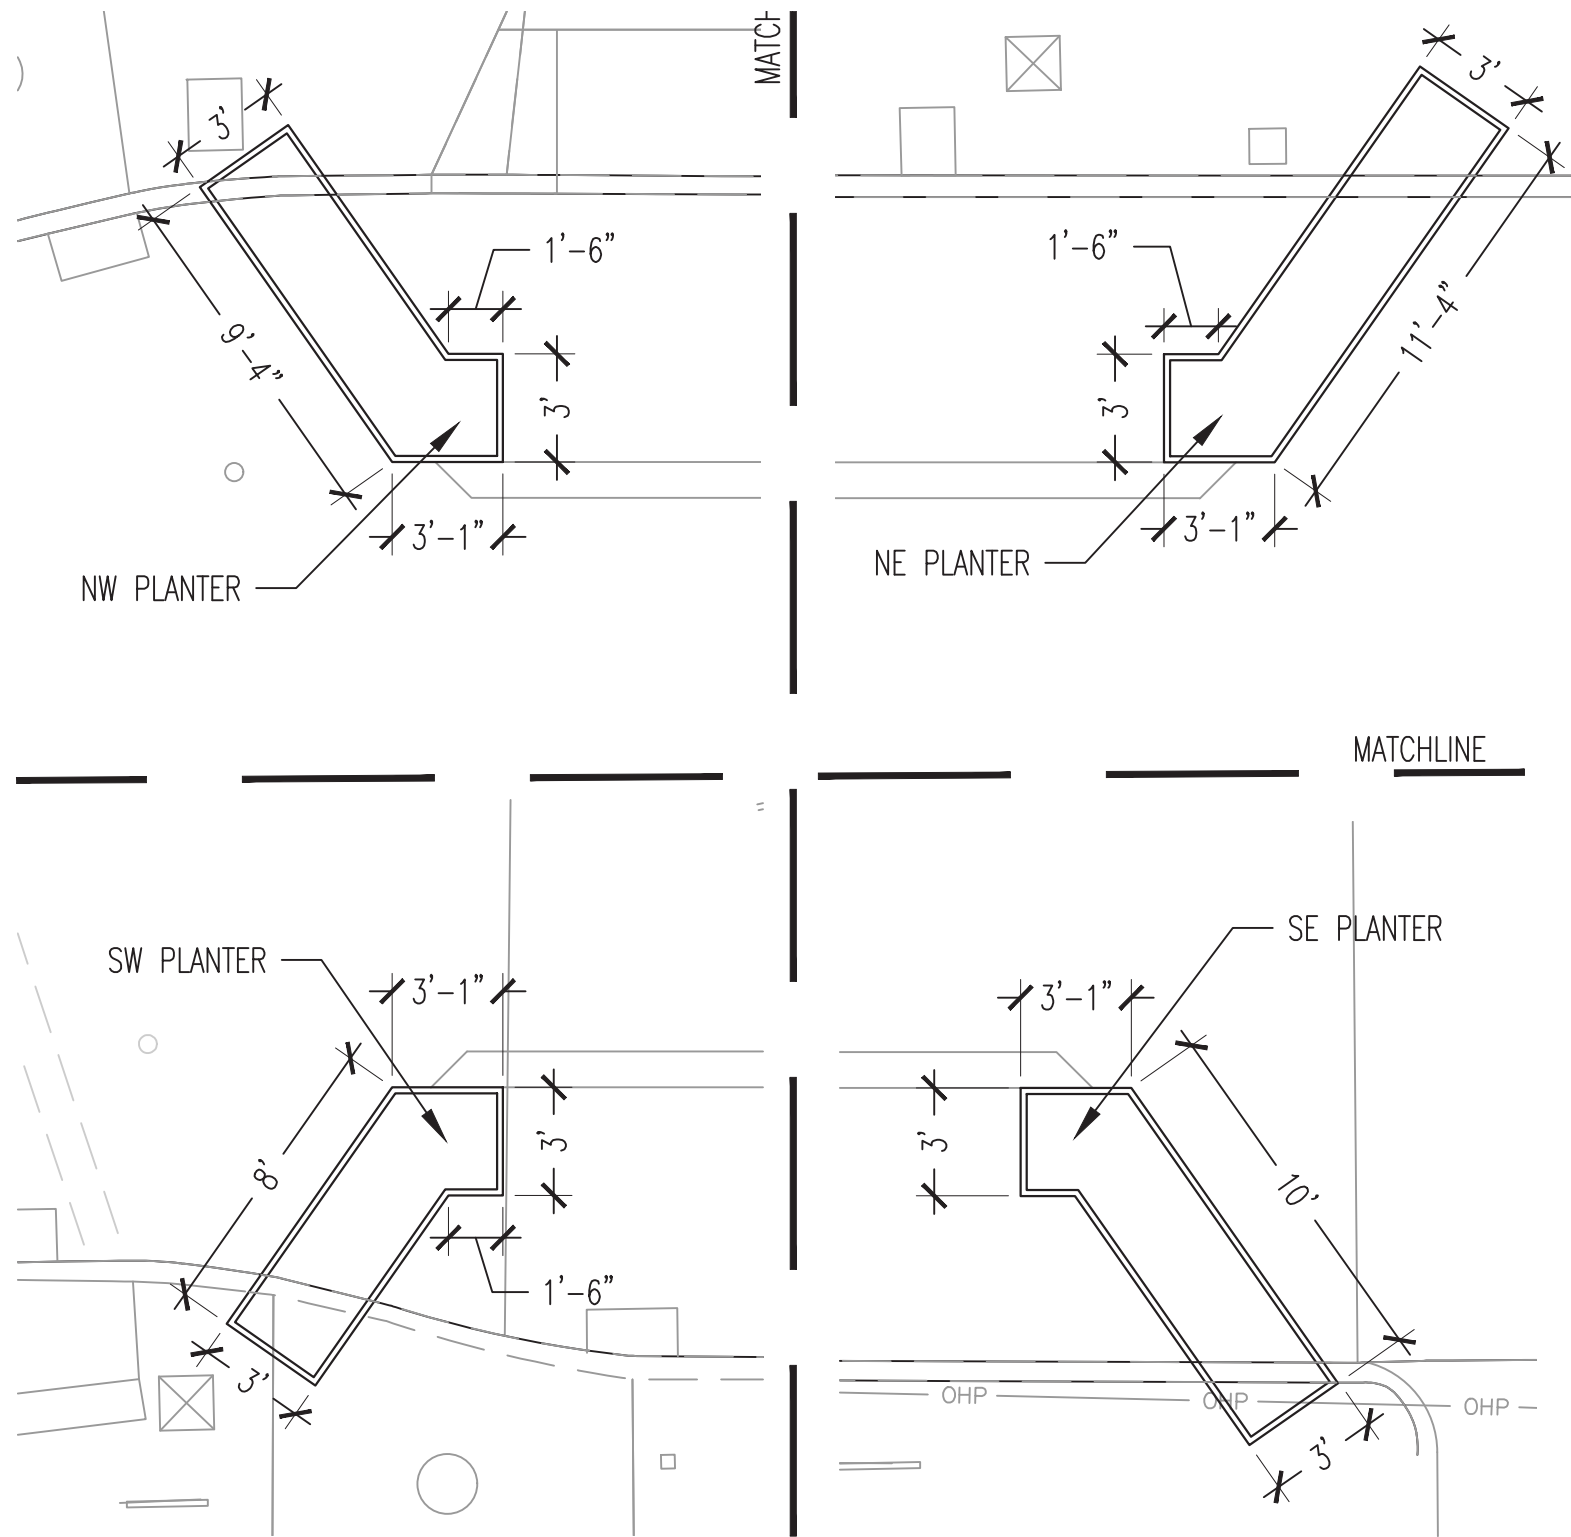 MATCH
3'
3'
1'-6"
1'-6"
9'-4"
11'-4"
3'
3'
3'-1"
3'-1"
NW PLANTER
NE PLANTER
MATCHLINE
SW PLANTER
3'-1"
SE PLANTER
3'-1"
3'
3'
8'
10'
1'-6"
3'
OHP
OHP
OHP
3'